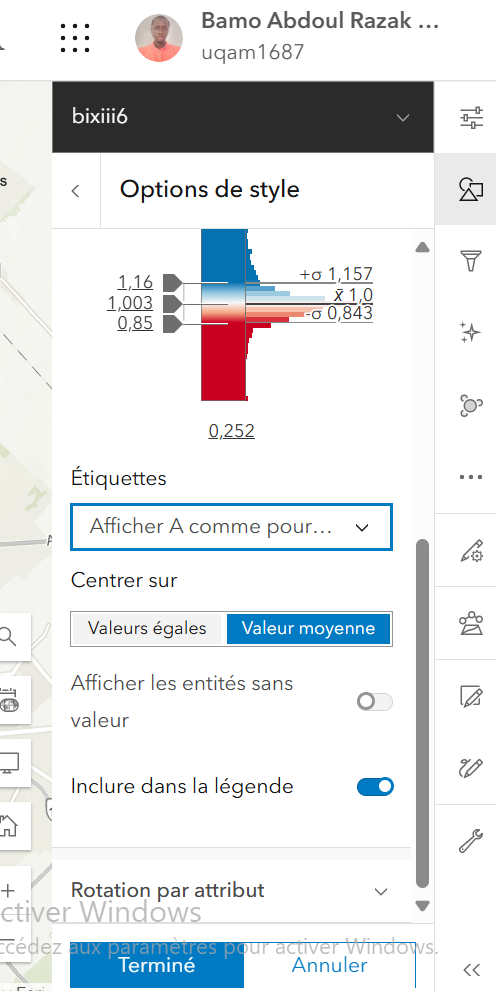 Bamo Abdoul Razak ...
uqam1687
bixiii6
s
Options de style
+σ 1,157
1,16
x̄ 1,0
1,003
-σ 0,843
0,85
0,252
Étiquettes
Afficher A comme pour...
Centrer sur
Valeurs égales
Valeur moyenne
Afficher les entités sans
valeur
Inclure dans la légende
Rotation par attribut
ctiver Windows
ccédez aux paramètres pour activer Windows.
Terminé
Annuler